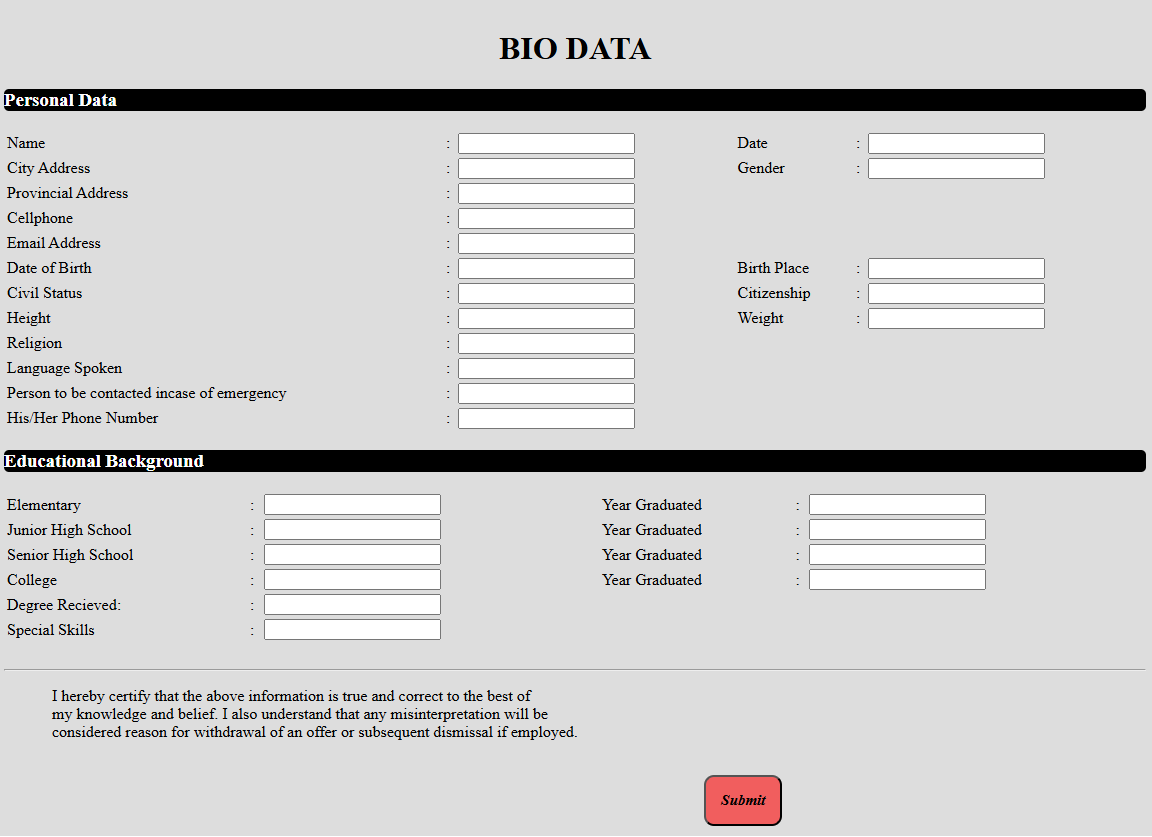 BIO DATA
Personal Data
Name : Date :
City Address : Gender :
Provincial Address :
Cellphone :
Email Address :
Date of Birth : Birth Place :
Civil Status : Citizenship :
Height : Weight :
Religion :
Language Spoken :
Person to be contacted incase of emergency :
His/Her Phone Number :
Educational Background
Elementary : Year Graduated :
Junior High School : Year Graduated :
Senior High School : Year Graduated :
College : Year Graduated :
Degree Recieved: :
Special Skills :
I hereby certify that the above information is true and correct to the best of
my knowledge and belief. I also understand that any misinterpretation will be
considered reason for withdrawal of an offer or subsequent dismissal if employed.
Submit